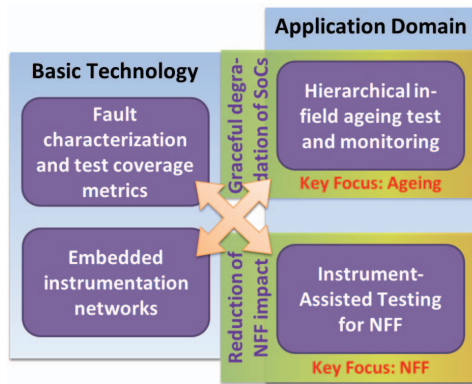 Application Domain
Basic Technology
Fault
characterization
and test coverage
metrics
Embedded
instrumentation
networks
Graceful degra-
dation of SoCs
Hierarchical in-
field ageing test
and monitoring
Key Focus: Ageing
Reduction of
NFF impact
Instrument-
Assisted Testing
for NFF
Key Focus: NFF